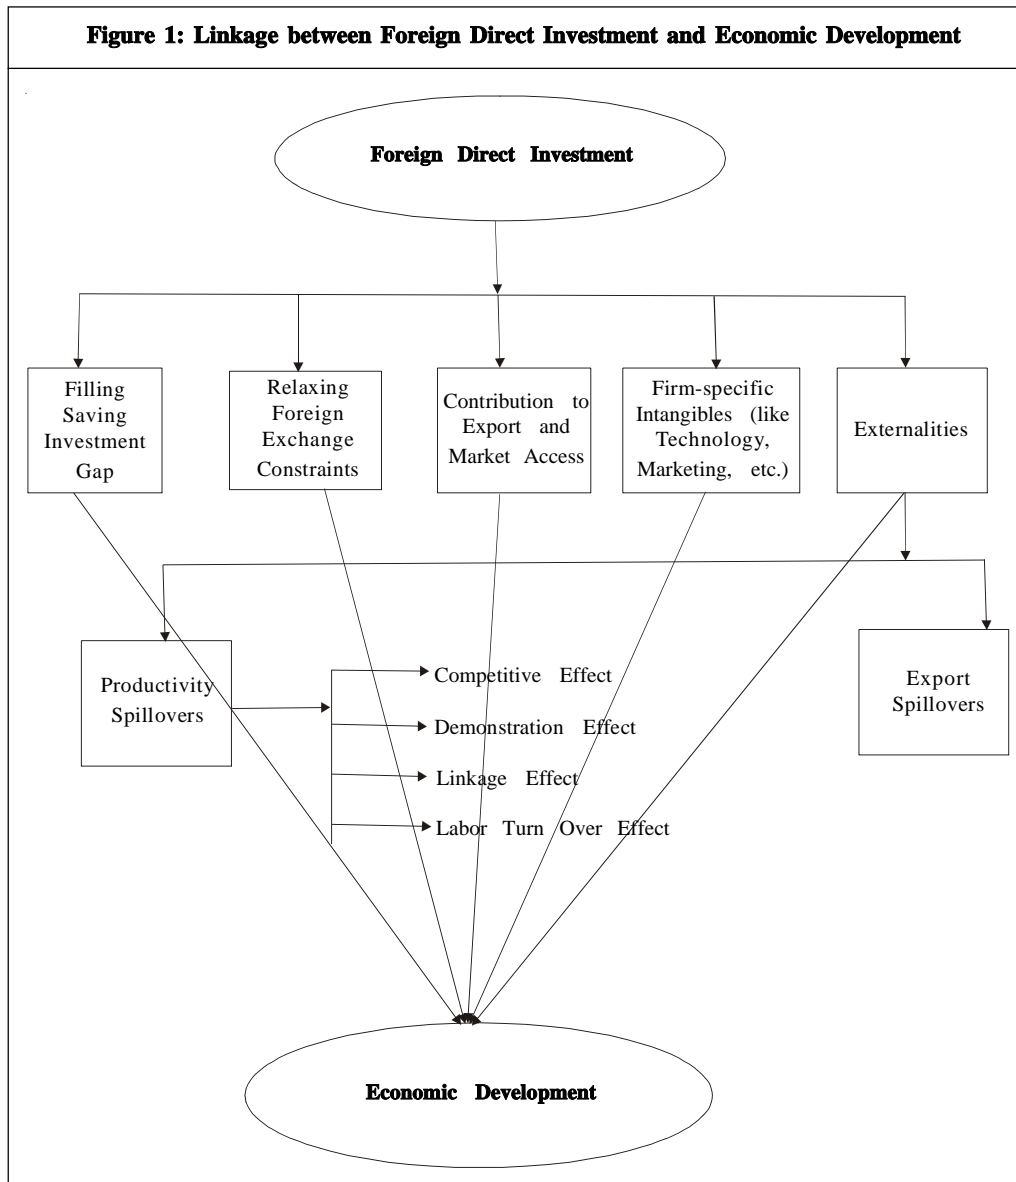 Figure 1: Linkage between Foreign Direct Investment and Economic Development
Foreign Direct Investment
Filling
Saving
Investment
Gap
Relaxing
Foreign
Exchange
Constraints
Contribution to
Export and
Market Access
Firm-specific
Intangibles (like
Technology,
Marketing, etc.)
Externalities
Productivity
Spillovers
Competitive Effect
Demonstration Effect
Linkage Effect
Labor Turn Over Effect
Export
Spillovers
Economic Development